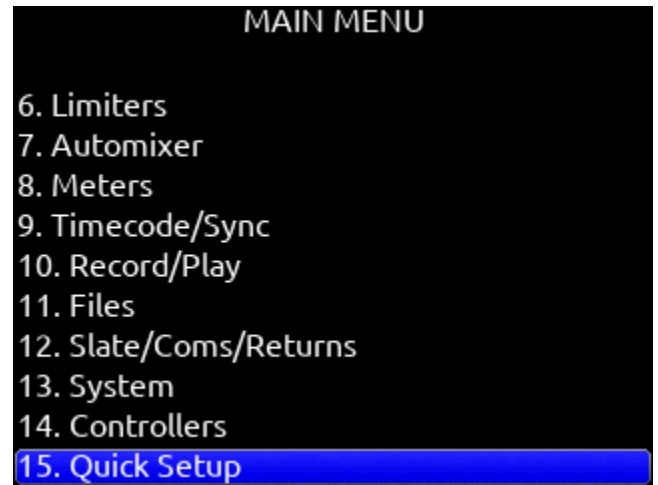 MAIN MENU
6. Limiters
7. Automixer
8. Meters
9. Timecode/Sync
10. Record/Play
11. Files
12. Slate/Coms/Returns
13. System
14. Controllers
15. Quick Setup